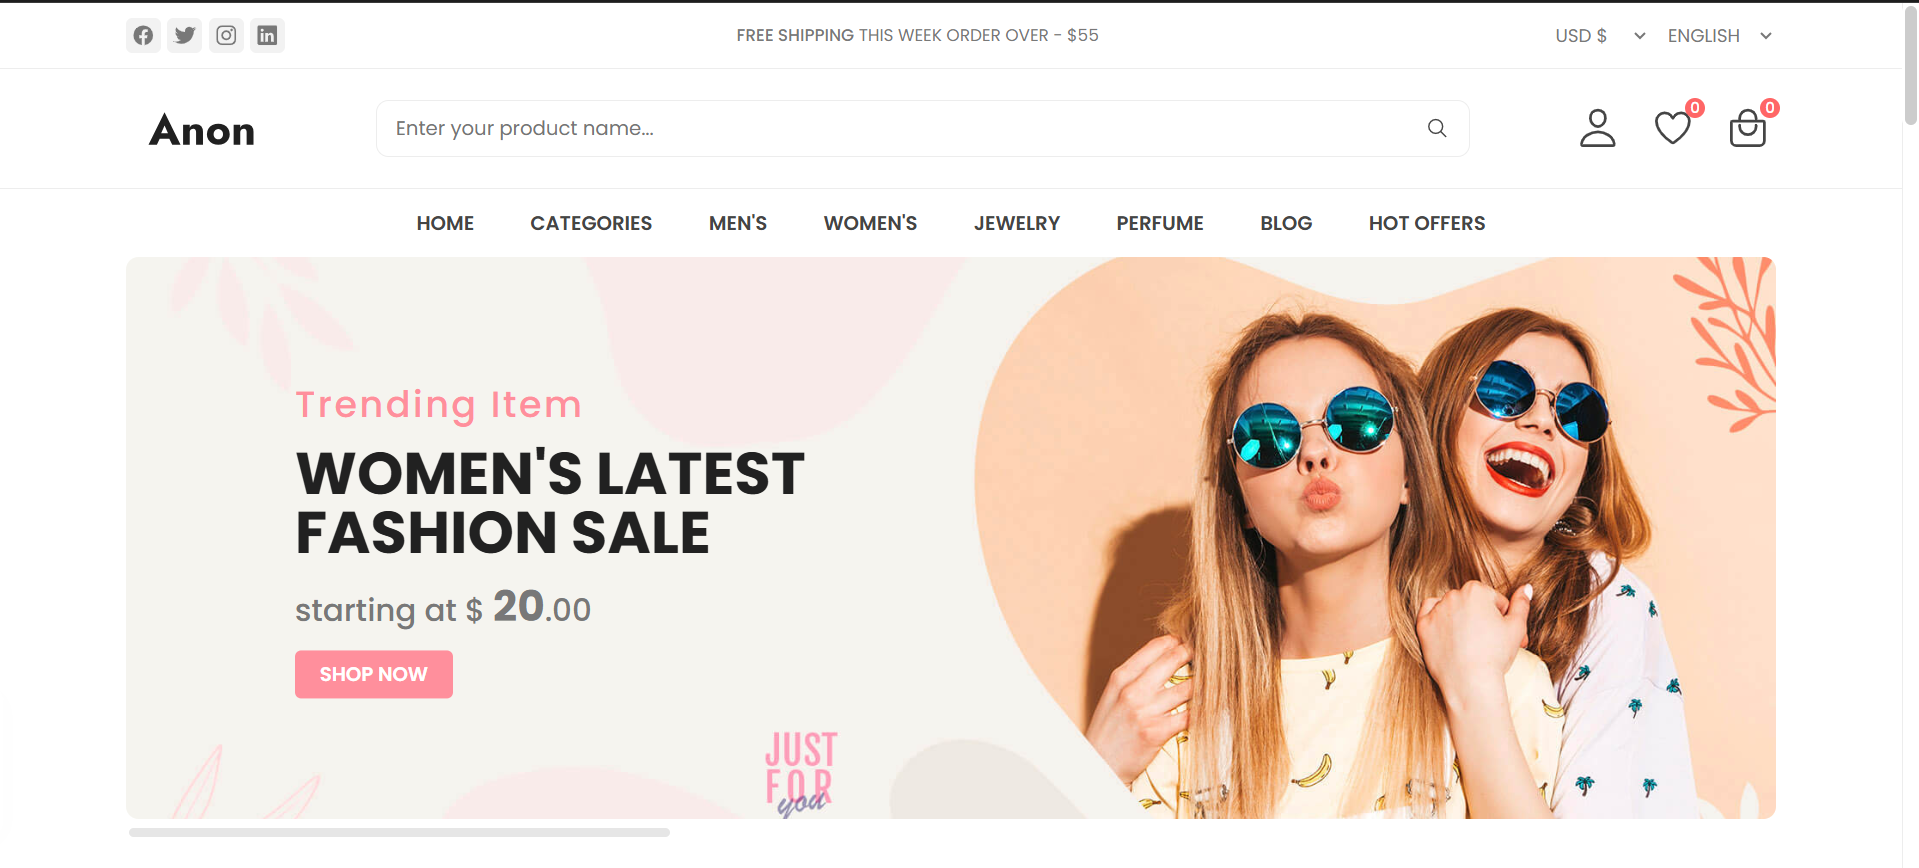 FREE SHIPPING THIS WEEK ORDER OVER - $55
USD $
ENGLISH
Anon
Enter your product name...
0
0
HOME
CATEGORIES
MEN'S
WOMEN'S
JEWELRY
PERFUME
BLOG
HOT OFFERS
Trending Item
WOMEN'S LATEST
FASHION SALE
starting at $ 20.00
SHOP NOW
JUST
FOR
you